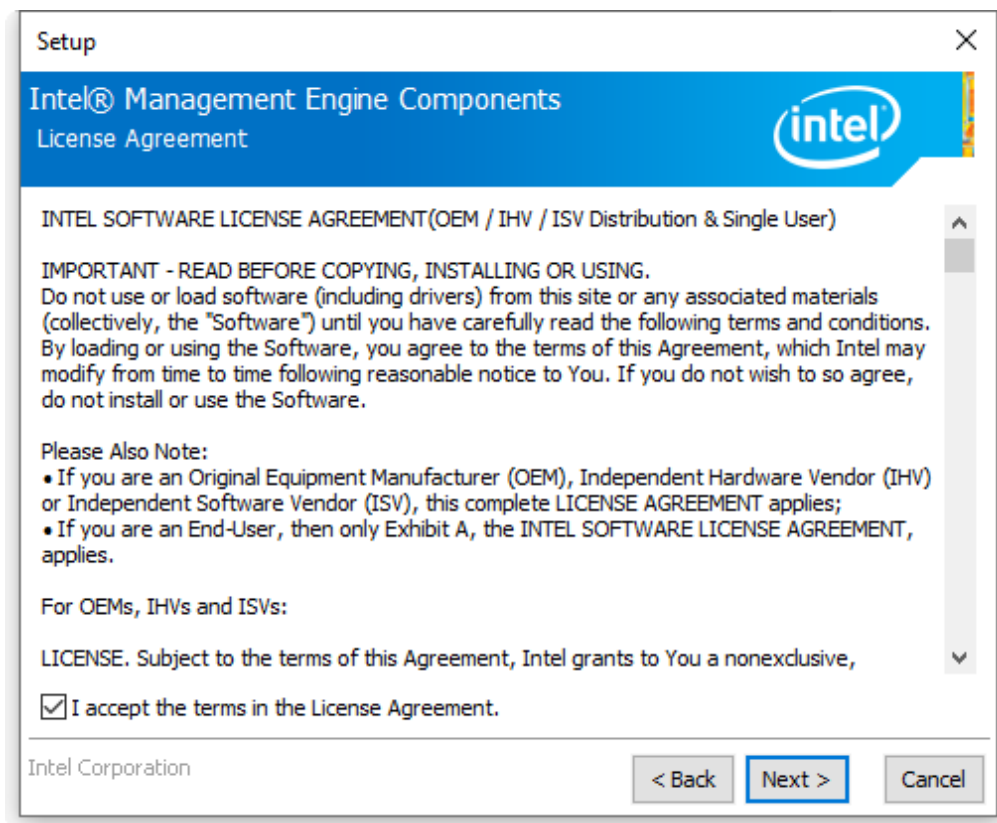 Setup
Intel® Management Engine Components
License Agreement
intel
INTEL SOFTWARE LICENSE AGREEMENT(OEM / IHV / ISV Distribution & Single User)
IMPORTANT - READ BEFORE COPYING, INSTALLING OR USING.
Do not use or load software (including drivers) from this site or any associated materials
(collectively, the "Software") until you have carefully read the following terms and conditions.
By loading or using the Software, you agree to the terms of this Agreement, which Intel may
modify from time to time following reasonable notice to You. If you do not wish to so agree,
do not install or use the Software.
Please Also Note:
• If you are an Original Equipment Manufacturer (OEM), Independent Hardware Vendor (IHV)
or Independent Software Vendor (ISV), this complete LICENSE AGREEMENT applies;
• If you are an End-User, then only Exhibit A, the INTEL SOFTWARE LICENSE AGREEMENT,
applies.
For OEMs, IHVs and ISVs:
LICENSE. Subject to the terms of this Agreement, Intel grants to You a nonexclusive,
I accept the terms in the License Agreement.
Intel Corporation
< Back
Next >
Cancel